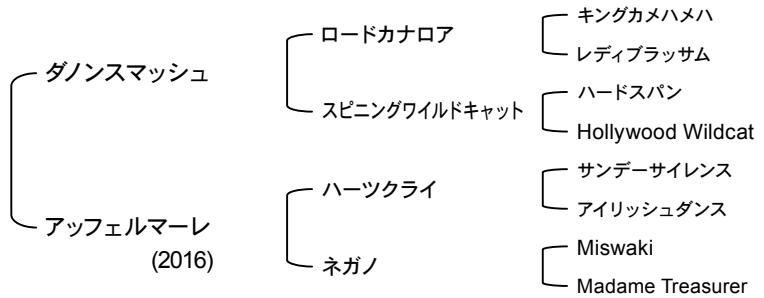 ダノンスマッシュ
ロードカナロア
キングカメハメハ
レディブラッサム
スピニングワイルドキャット
ハードスパン
Hollywood Wildcat
アッフェルマーレ
(2016)
ハーツクライ
サンデーサイレンス
アイリッシュダンス
ネガノ
Miswaki
Madame Treasurer